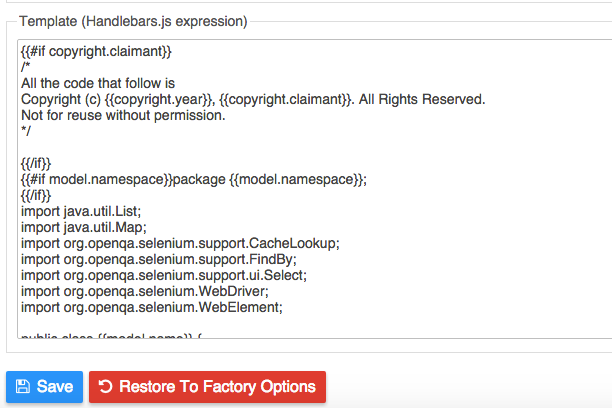 Template (Handlebars.js expression)
{{#if copyright.claimant}}
/*
All the code that follow is
Copyright (c) {{copyright.year}}, {{copyright.claimant}}. All Rights Reserved.
Not for reuse without permission.
*/
{{/if}}
{{#if model.namespace}}package {{model.namespace}};
{{/if}}
import java.util.List;
import java.util.Map;
import org.openqa.selenium.support.CacheLookup;
import org.openqa.selenium.support.FindBy;
import org.openqa.selenium.support.ui.Select;
import org.openqa.selenium.WebDriver;
import org.openqa.selenium.WebElement;
public class {{model.name}} {
Save Restore To Factory Options